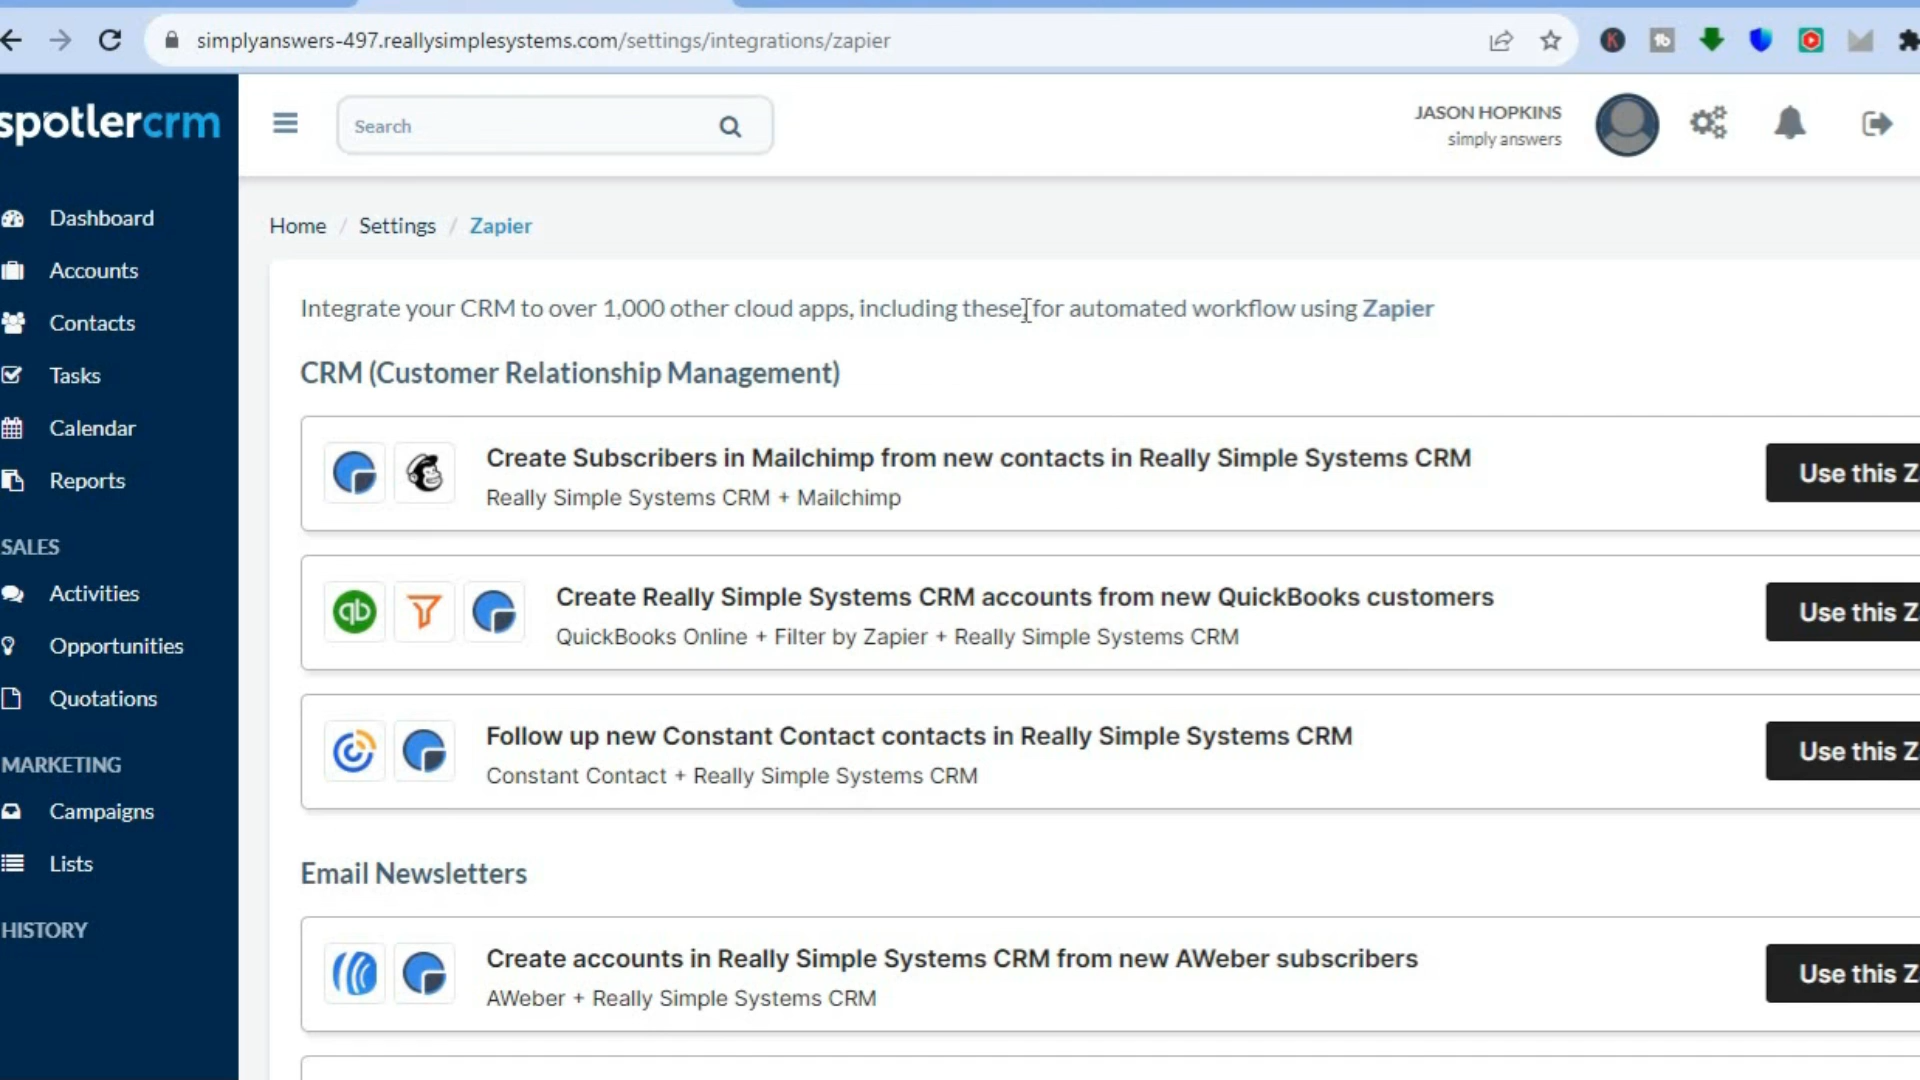 simplyanswers-497.reallysimplesystems.com/settings/integrations/zapier
spotlercrm
Search
JASON HOPKINS
simply answers
Dashboard
Accounts
Contacts
Tasks
Calendar
Reports
SALES
Activities
Opportunities
Quotations
MARKETING
Campaigns
Lists
HISTORY
Home / Settings / Zapier
Integrate your CRM to over 1,000 other cloud apps, including these, for automated workflow using Zapier
CRM (Customer Relationship Management)
Create Subscribers in Mailchimp from new contacts in Really Simple Systems CRM
Really Simple Systems CRM + Mailchimp
Use this Z
qb
Create Really Simple Systems CRM accounts from new QuickBooks customers
QuickBooks Online + Filter by Zapier + Really Simple Systems CRM
Use this Z
Follow up new Constant Contact contacts in Really Simple Systems CRM
Constant Contact + Really Simple Systems CRM
Use this Z
Email Newsletters
Create accounts in Really Simple Systems CRM from new AWeber subscribers
AWeber + Really Simple Systems CRM
Use this Z